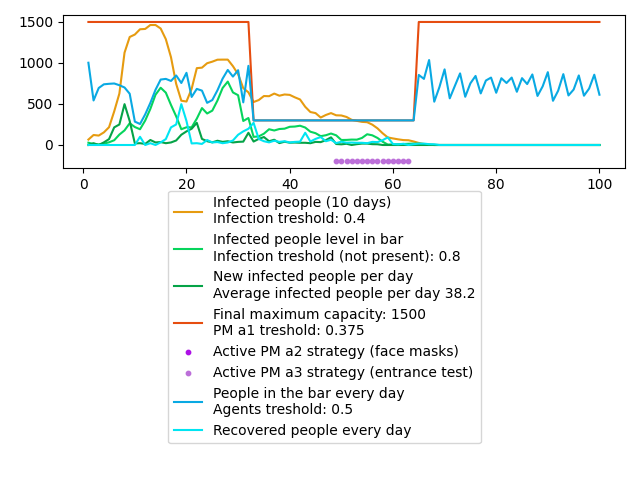 1500
1000
500
0
0 20 40 60 80 100
Infected people (10 days)
Infection treshold: 0.4
Infected people level in bar
Infection treshold (not present): 0.8
New infected people per day
Average infected people per day 38.2
Final maximum capacity: 1500
PM a1 treshold: 0.375
Active PM a2 strategy (face masks)
Active PM a3 strategy (entrance test)
People in the bar every day
Agents treshold: 0.5
Recovered people every day